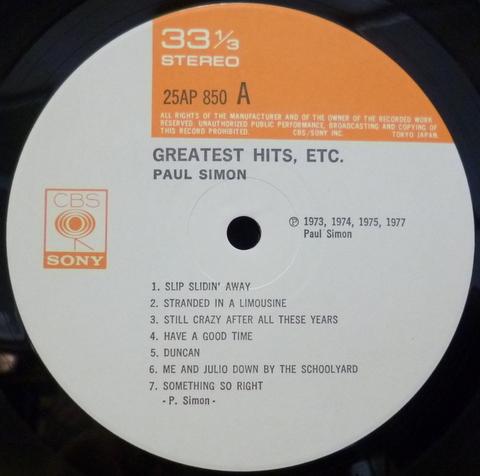 33 1/3
STEREO
25AP 850 A
ALL RIGHTS OF THE MANUFACTURER AND OF THE OWNER OF THE RECORDED WORK
RESERVED. UNAUTHORIZED PUBLIC PERFORMANCE, BROADCASTING AND COPYING OF
THIS RECORD PROHIBITED. CBS/SONY INC. TOKYO JAPAN.
GREATEST HITS, ETC.
PAUL SIMON
CBS
SONY
℗ 1973, 1974, 1975, 1977
Paul Simon
1. SLIP SLIDIN' AWAY
2. STRANDED IN A LIMOUSINE
3. STILL CRAZY AFTER ALL THESE YEARS
4. HAVE A GOOD TIME
5. DUNCAN
6. ME AND JULIO DOWN BY THE SCHOOLYARD
7. SOMETHING SO RIGHT
- P. Simon -